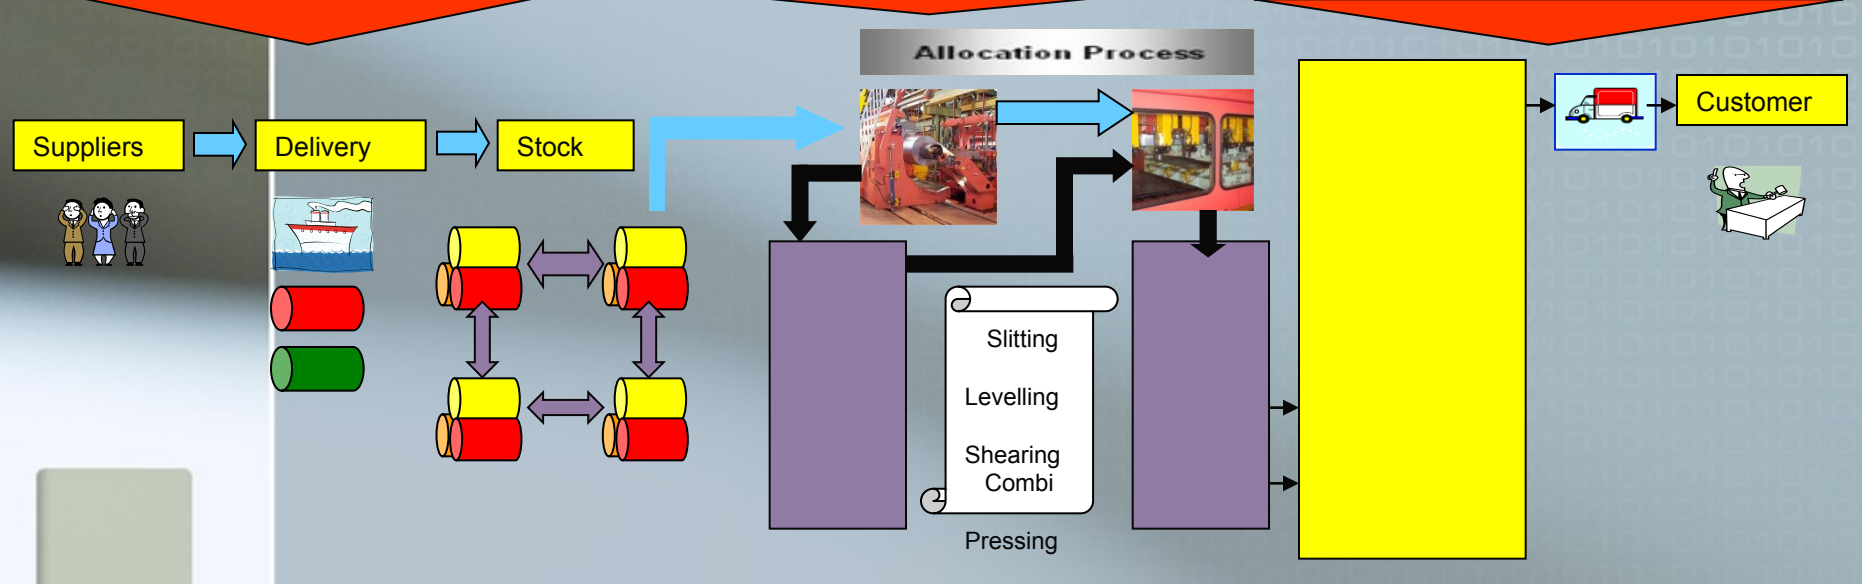 Allocation Process
Suppliers
Delivery
Stock
Customer
Slitting
Levelling
Shearing
Combi
Pressing